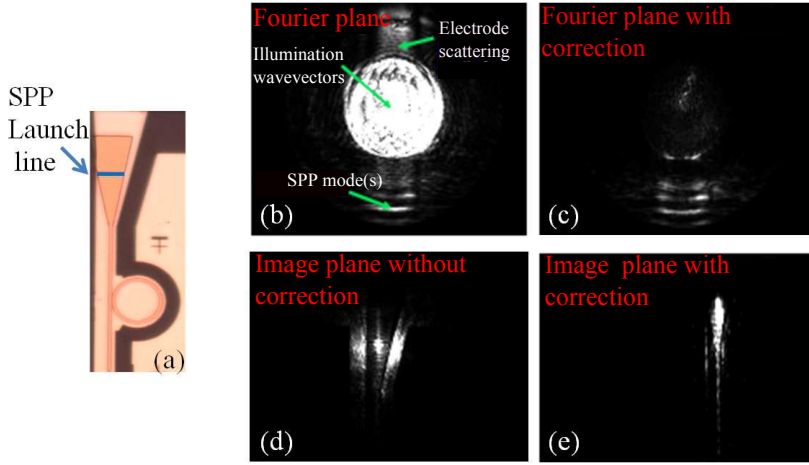 SPP
Launch
line
(a)
Fourier plane
Electrode
scattering
Illumination
wavevectors
SPP mode(s)
(b)
Fourier plane with
correction
(c)
Image plane without
correction
(d)
Image plane with
correction
(e)